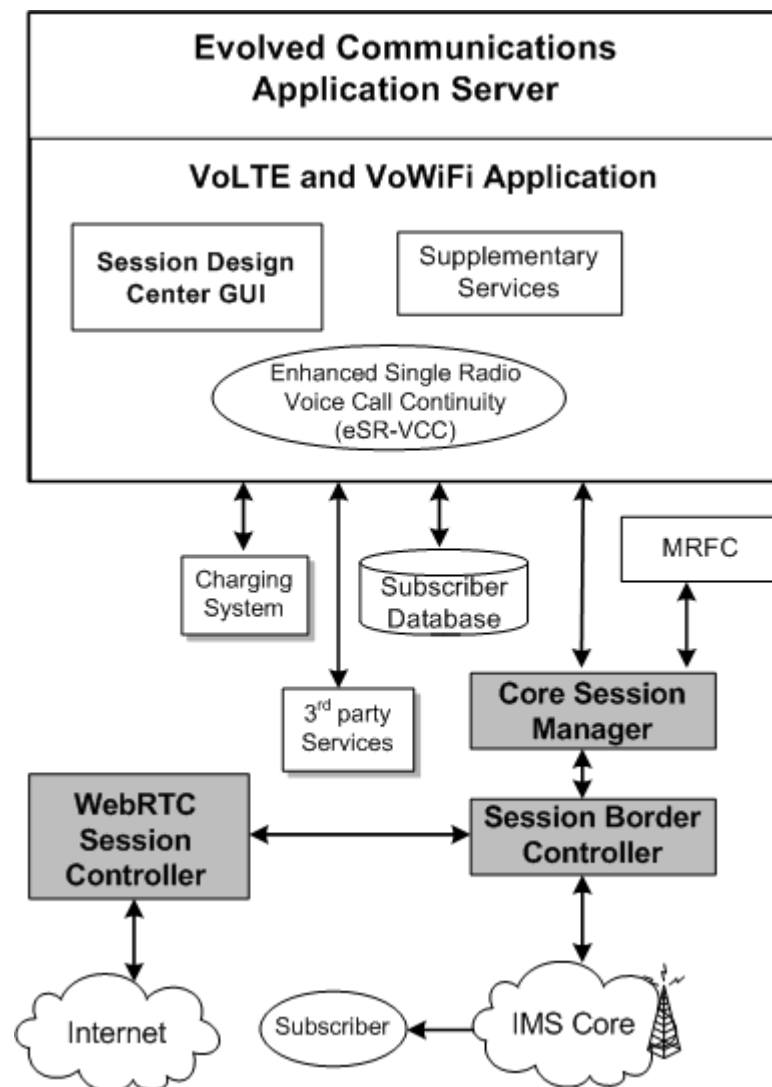 Evolved Communications
Application Server
VoLTE and VoWiFi Application
Session Design
Center GUI
Supplementary
Services
Enhanced Single Radio
Voice Call Continuity
(eSR-VCC)
Charging
System
Subscriber
Database
MRFC
3rd party
Services
Core Session
Manager
WebRTC
Session
Controller
Session Border
Controller
Internet
Subscriber
IMS Core